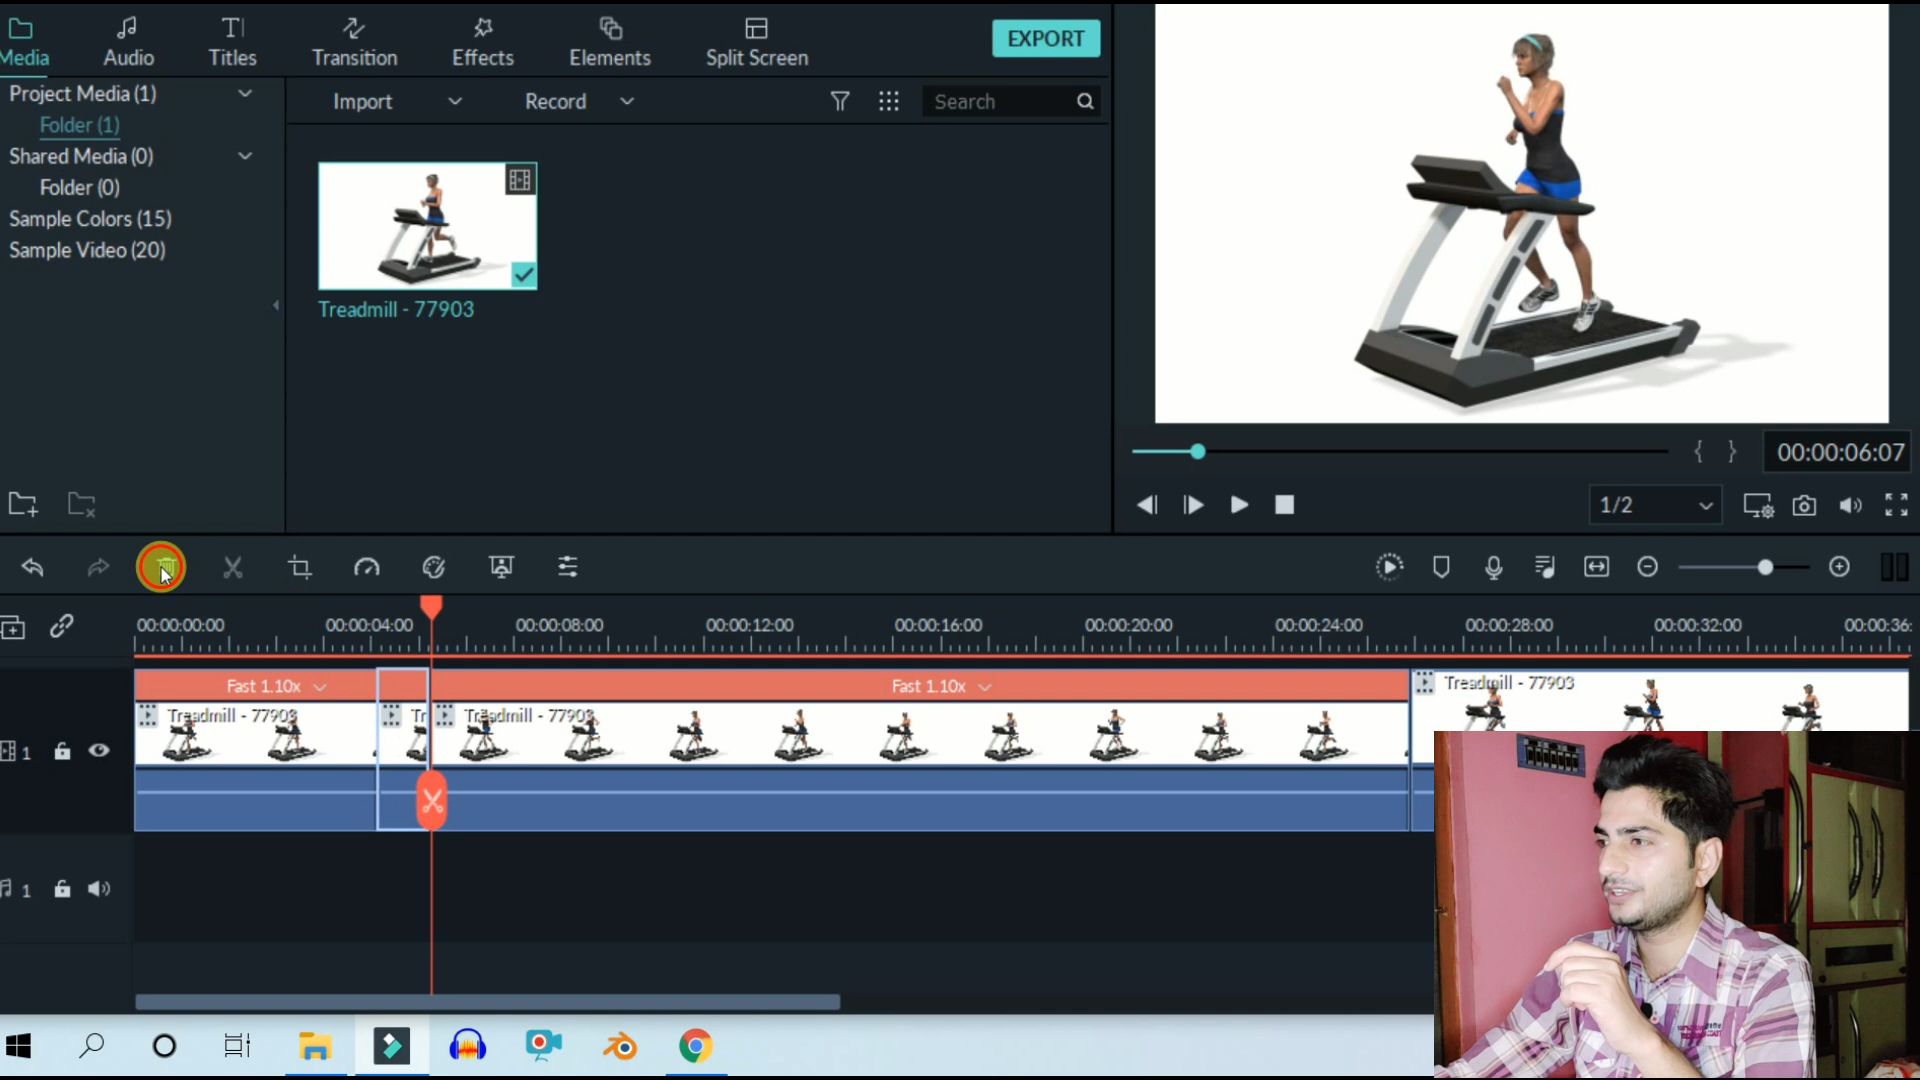 Media
Audio
Titles
Transition
Effects
Elements
Split Screen
EXPORT
Project Media (1)
Folder (1)
Shared Media (0)
Folder (0)
Sample Colors (15)
Sample Video (20)
Import
Record
Search
Treadmill - 77903
00:00:06:07
1/2
00:00:00:00
00:00:04:00
00:00:08:00
00:00:12:00
00:00:16:00
00:00:20:00
00:00:24:00
00:00:28:00
00:00:32:00
00:00:36:
Fast 1.10x
Fast 1.10x
Treadmill - 77903
Treadmill - 77903
Tr
Treadmill - 77903
1
1